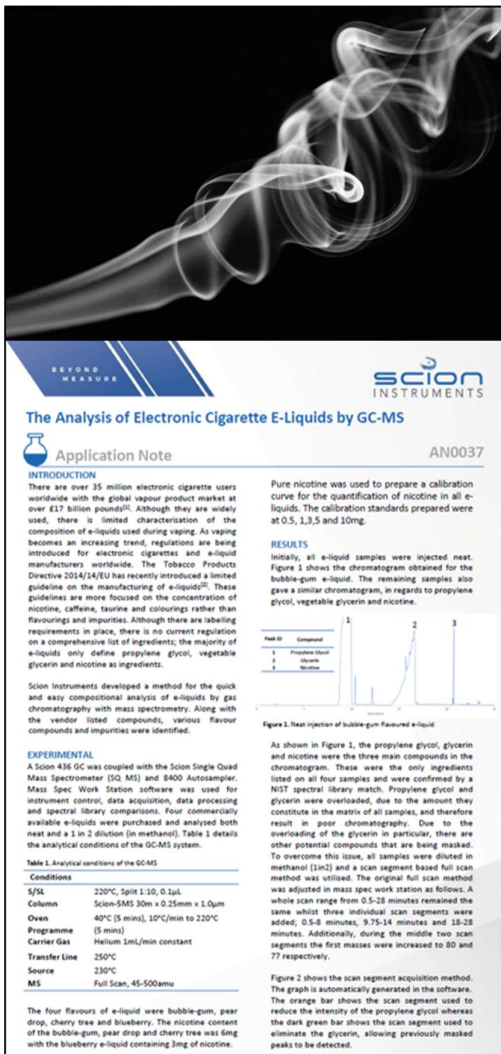 BEYOND
MEASURE
scion
INSTRUMENTS
The Analysis of Electronic Cigarette E-Liquids by GC-MS
Application Note
AN0037
INTRODUCTION
There are over 35 million electronic cigarette users
worldwide with the global vapour product market at
over £17 billion pounds[1]. Although they are widely
used, there is limited characterisation of the
composition of e-liquids used during vaping. As vaping
becomes an increasing trend, regulations are being
introduced for electronic cigarettes and e-liquid
manufacturers worldwide. The Tobacco Products
Directive 2014/14/EU has recently introduced a limited
guideline on the manufacturing of e-liquids[2]. These
guidelines are more focused on the concentration of
nicotine, caffeine, taurine and colourings rather than
flavourings and impurities. Although there are labelling
requirements in place, there is no current regulation
on a comprehensive list of ingredients; the majority of
e-liquids only define propylene glycol, vegetable
glycerin and nicotine as ingredients.
Scion Instruments developed a method for the quick
and easy compositional analysis of e-liquids by gas
chromatography with mass spectrometry. Along with
the vendor listed compounds, various flavour
compounds and impurities were identified.
EXPERIMENTAL
A Scion 436 GC was coupled with the Scion Single Quad
Mass Spectrometer (SQ MS) and 8400 Autosampler.
Mass Spec Work Station software was used for
instrument control, data acquisition, data processing
and spectral library comparisons. Four commercially
available e-liquids were purchased and analysed both
neat and a 1 in 2 dilution (in methanol). Table 1 details
the analytical conditions of the GC-MS system.
Table 1. Analytical conditions of the GC-MS
Conditions
S/SL 220°C, Split 1:10, 0.1µL
Column Scion-5MS 30m x 0.25mm x 1.0µm
Oven 40°C (5 mins), 10°C/min to 220°C
Programme (5 mins)
Carrier Gas Helium 1mL/min constant
Transfer Line 250°C
Source 230°C
MS Full Scan, 45-500amu
The four flavours of e-liquid were bubble-gum, pear
drop, cherry tree and blueberry. The nicotine content
of the bubble-gum, pear drop and cherry tree was 6mg
with the blueberry e-liquid containing 3mg of nicotine.
Pure nicotine was used to prepare a calibration
curve for the quantification of nicotine in all e-
liquids. The calibration standards prepared were
at 0.5, 1,3,5 and 10mg.
RESULTS
Initially, all e-liquid samples were injected neat.
Figure 1 shows the chromatogram obtained for the
bubble-gum e-liquid. The remaining samples also
gave a similar chromatogram, in regards to propylene
glycol, vegetable glycerin and nicotine.
Peak ID Compound
1 Propylene Glycol
2 Glycerin
3 Nicotine
1
2
3
Figure 1. Neat injection of bubble-gum flavoured e-liquid
As shown in Figure 1, the propylene glycol, glycerin
and nicotine were the three main compounds in the
chromatogram. These were the only ingredients
listed on all four samples and were confirmed by a
NIST spectral library match. Propylene glycol and
glycerin were overloaded, due to the amount they
constitute in the matrix of all samples, and therefore
result in poor chromatography. Due to the
overloading of the glycerin in particular, there are
other potential compounds that are being masked.
To overcome this issue, all samples were diluted in
methanol (1in2) and a scan segment based full scan
method was utilised. The original full scan method
was adjusted in mass spec work station as follows. A
whole scan range from 0.5-28 minutes remained the
same whilst three individual scan segments were
added; 0.5-8 minutes, 9.75-14 minutes and 18-28
minutes. Additionally, during the middle two scan
segments the first masses were increased to 80 and
77 respectively.
Figure 2 shows the scan segment acquisition method.
The graph is automatically generated in the software.
The orange bar shows the scan segment used to
reduce the intensity of the propylene glycol whereas
the dark green bar shows the scan segment used to
eliminate the glycerin, allowing previously masked
peaks to be detected.